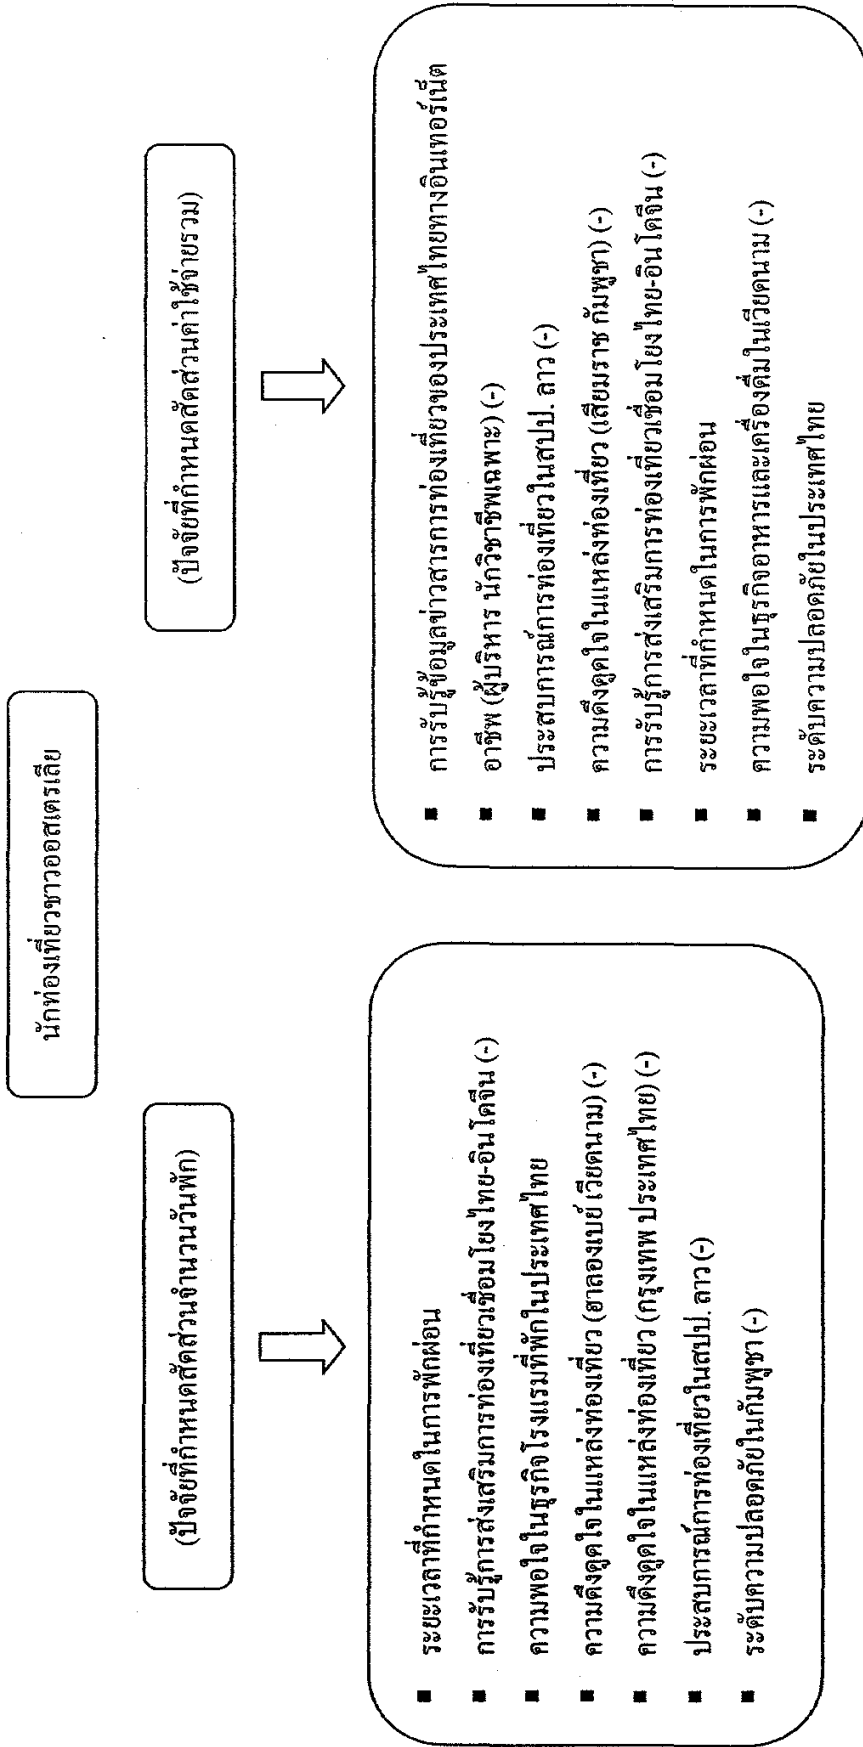 นักท่องเที่ยวชาวออสเตรเลีย
(ปัจจัยที่กำหนดสัดส่วนจำนวนวันพัก)
■ ระยะเวลาที่กำหนดในการพักผ่อน
■ การรับรู้การส่งเสริมการท่องเที่ยวเชื่อมโยงไทย-อินโดจีน (-)
■ ความพอใจในธุรกิจโรงแรมที่พักในประเทศไทย
■ ความดึงดูดใจในแหล่งท่องเที่ยว (ฮาลองเบย์ เวียดนาม) (-)
■ ความดึงดูดใจในแหล่งท่องเที่ยว (กรุงเทพ ประเทศไทย) (-)
■ ประสบการณ์การท่องเที่ยวในสปป. ลาว (-)
■ ระดับความปลอดภัยในกัมพูชา (-)
(ปัจจัยที่กำหนดสัดส่วนค่าใช้จ่ายรวม)
■ การรับรู้ข้อมูลข่าวสารการท่องเที่ยวของประเทศไทยทางอินเทอร์เน็ต
■ อาชีพ (ผู้บริหาร นักวิชาชีพเฉพาะ) (-)
■ ประสบการณ์การท่องเที่ยวในสปป. ลาว (-)
■ ความดึงดูดใจในแหล่งท่องเที่ยว (เสียมราช กัมพูชา) (-)
■ การรับรู้การส่งเสริมการท่องเที่ยวเชื่อมโยงไทย-อินโดจีน (-)
■ ระยะเวลาที่กำหนดในการพักผ่อน
■ ความพอใจในธุรกิจอาหารและเครื่องดื่มในเวียดนาม (-)
■ ระดับความปลอดภัยในประเทศไทย